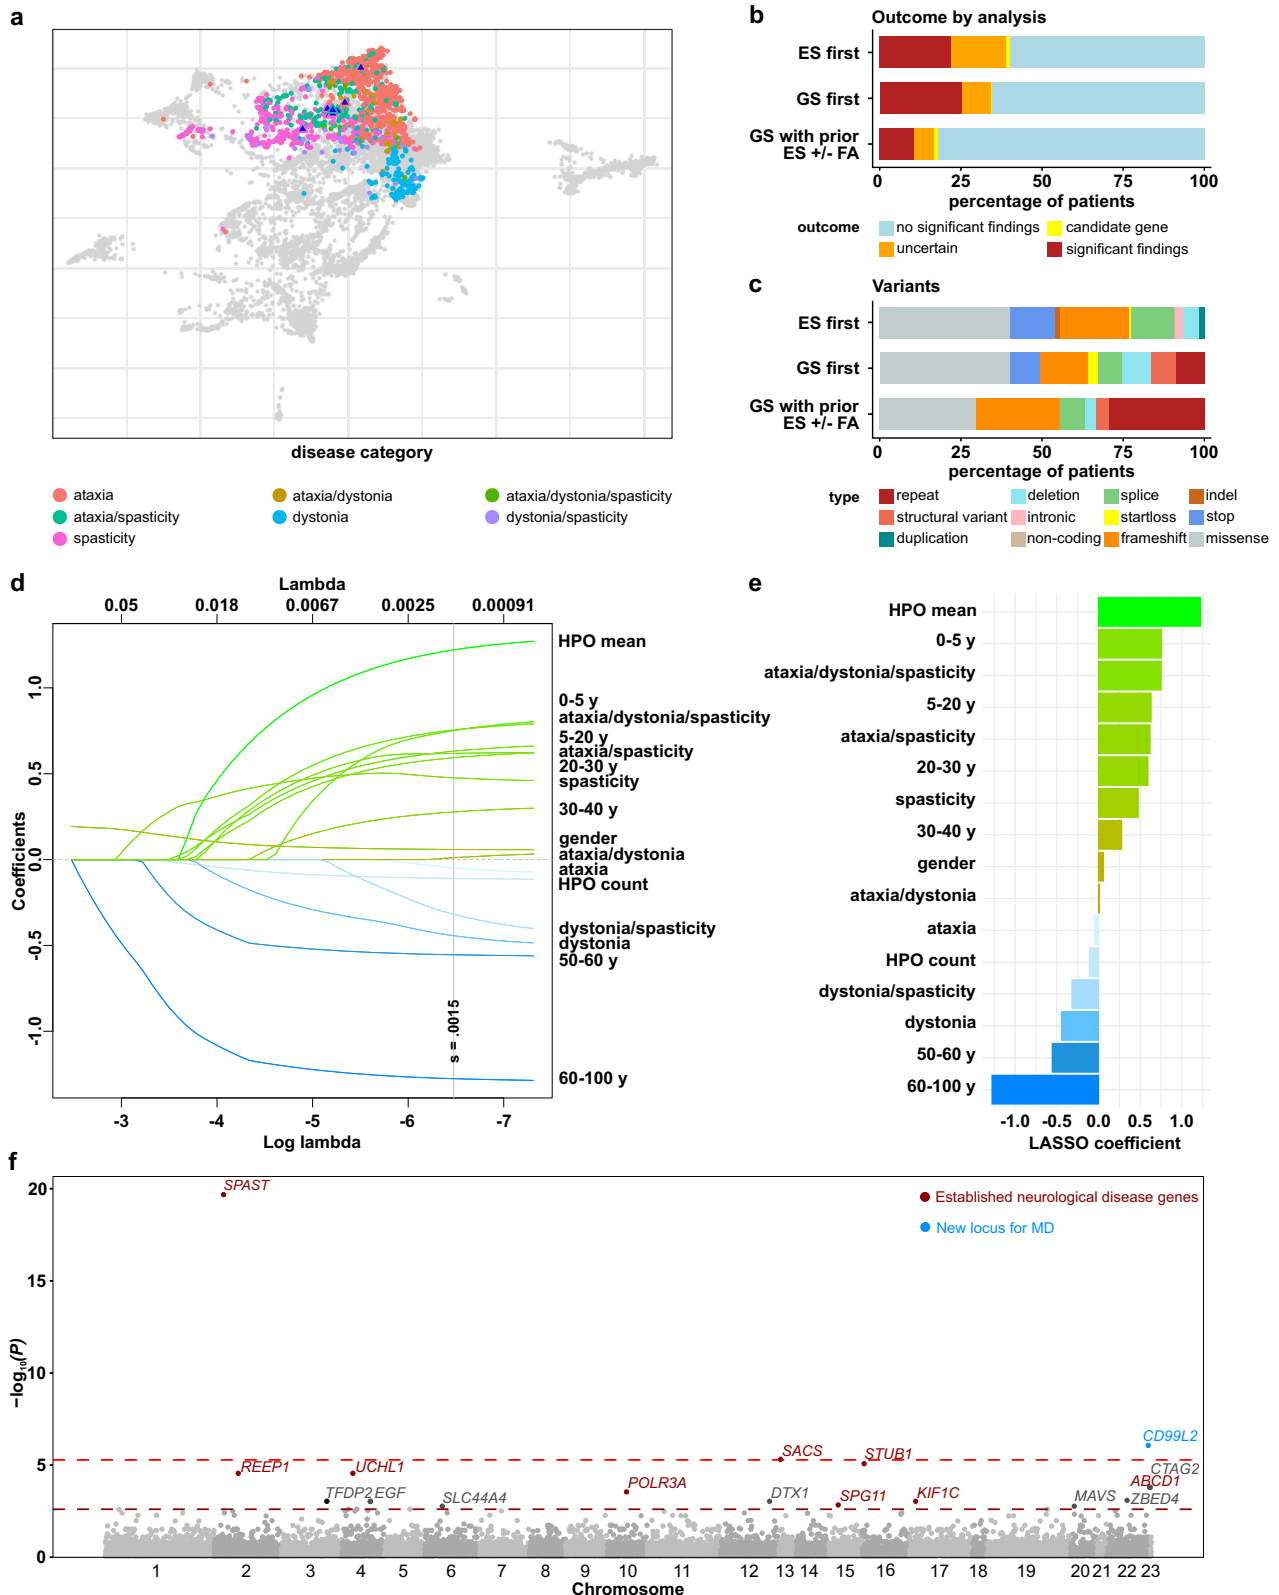 a
disease category
ataxia
ataxia/dystonia
ataxia/dystonia/spasticity
ataxia/spasticity
dystonia
dystonia/spasticity
spasticity
b
Outcome by analysis
ES first
GS first
GS with prior
ES +/- FA
0 25 50 75 100
percentage of patients
outcome
no significant findings
candidate gene
uncertain
significant findings
c
Variants
ES first
GS first
GS with prior
ES +/- FA
0 25 50 75 100
percentage of patients
type
repeat
deletion
splice
indel
structural variant
intronic
startloss
stop
duplication
non-coding
frameshift
missense
d
Lambda
0.05 0.018 0.0067 0.0025 0.00091
Coefficients
1.0
0.5
0.0
-0.5
-1.0
HPO mean
0-5 y
ataxia/dystonia/spasticity
5-20 y
ataxia/spasticity
20-30 y
spasticity
30-40 y
gender
ataxia/dystonia
ataxia
HPO count
dystonia/spasticity
dystonia
50-60 y
60-100 y
s = .0015
-3 -4 -5 -6 -7
Log lambda
e
HPO mean
0-5 y
ataxia/dystonia/spasticity
5-20 y
ataxia/spasticity
20-30 y
spasticity
30-40 y
gender
ataxia/dystonia
ataxia
HPO count
dystonia/spasticity
dystonia
50-60 y
60-100 y
-1.0 -0.5 0.0 0.5 1.0
LASSO coefficient
f
−log₁₀(P)
20
15
10
5
0
SPAST
Established neurological disease genes
New locus for MD
CD99L2
SACS
STUB1
CTAG2
REEP1
UCHL1
POLR3A
ABCD1
TFDP2
EGF
SLC44A4
DTX1
SPG11
KIF1C
MAVS
ZBED4
1 2 3 4 5 6 7 8 9 10 11 12 13 14 15 16 17 18 19 20 21 22 23
Chromosome